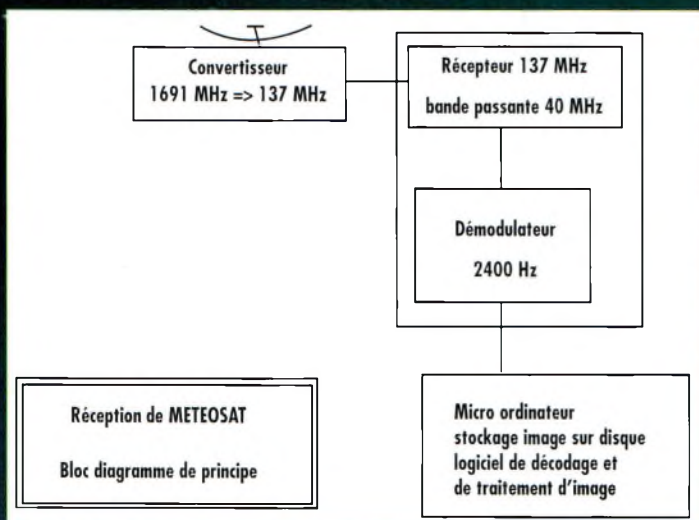 Convertisseur
1691 MHz => 137 MHz
Récepteur 137 MHz
bande passante 40 MHz
Démodulateur
2400 Hz
Réception de METEOSAT
Bloc diagramme de principe
Micro ordinateur
stockage image sur disque
logiciel de décodage et
de traitement d'image